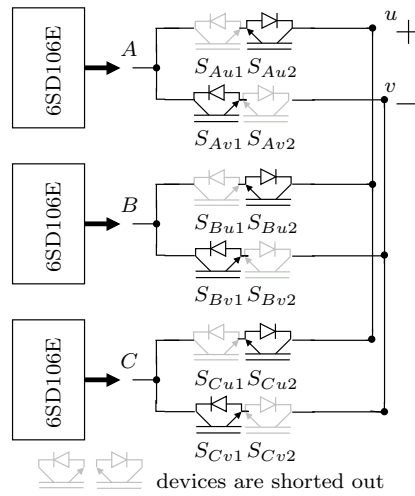 u
+
A
6SD106E
S_{Au1} S_{Au2}
v
−
S_{Av1} S_{Av2}
B
6SD106E
S_{Bu1} S_{Bu2}
S_{Bv1} S_{Bv2}
C
6SD106E
S_{Cu1} S_{Cu2}
S_{Cv1} S_{Cv2}
devices are shorted out